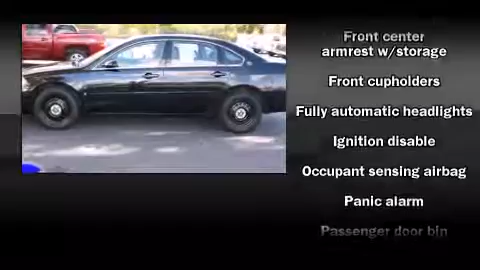 Front center
armrest w/storage
Front cupholders
Fully automatic headlights
Ignition disable
Occupant sensing airbag
Panic alarm
Passenger door bin